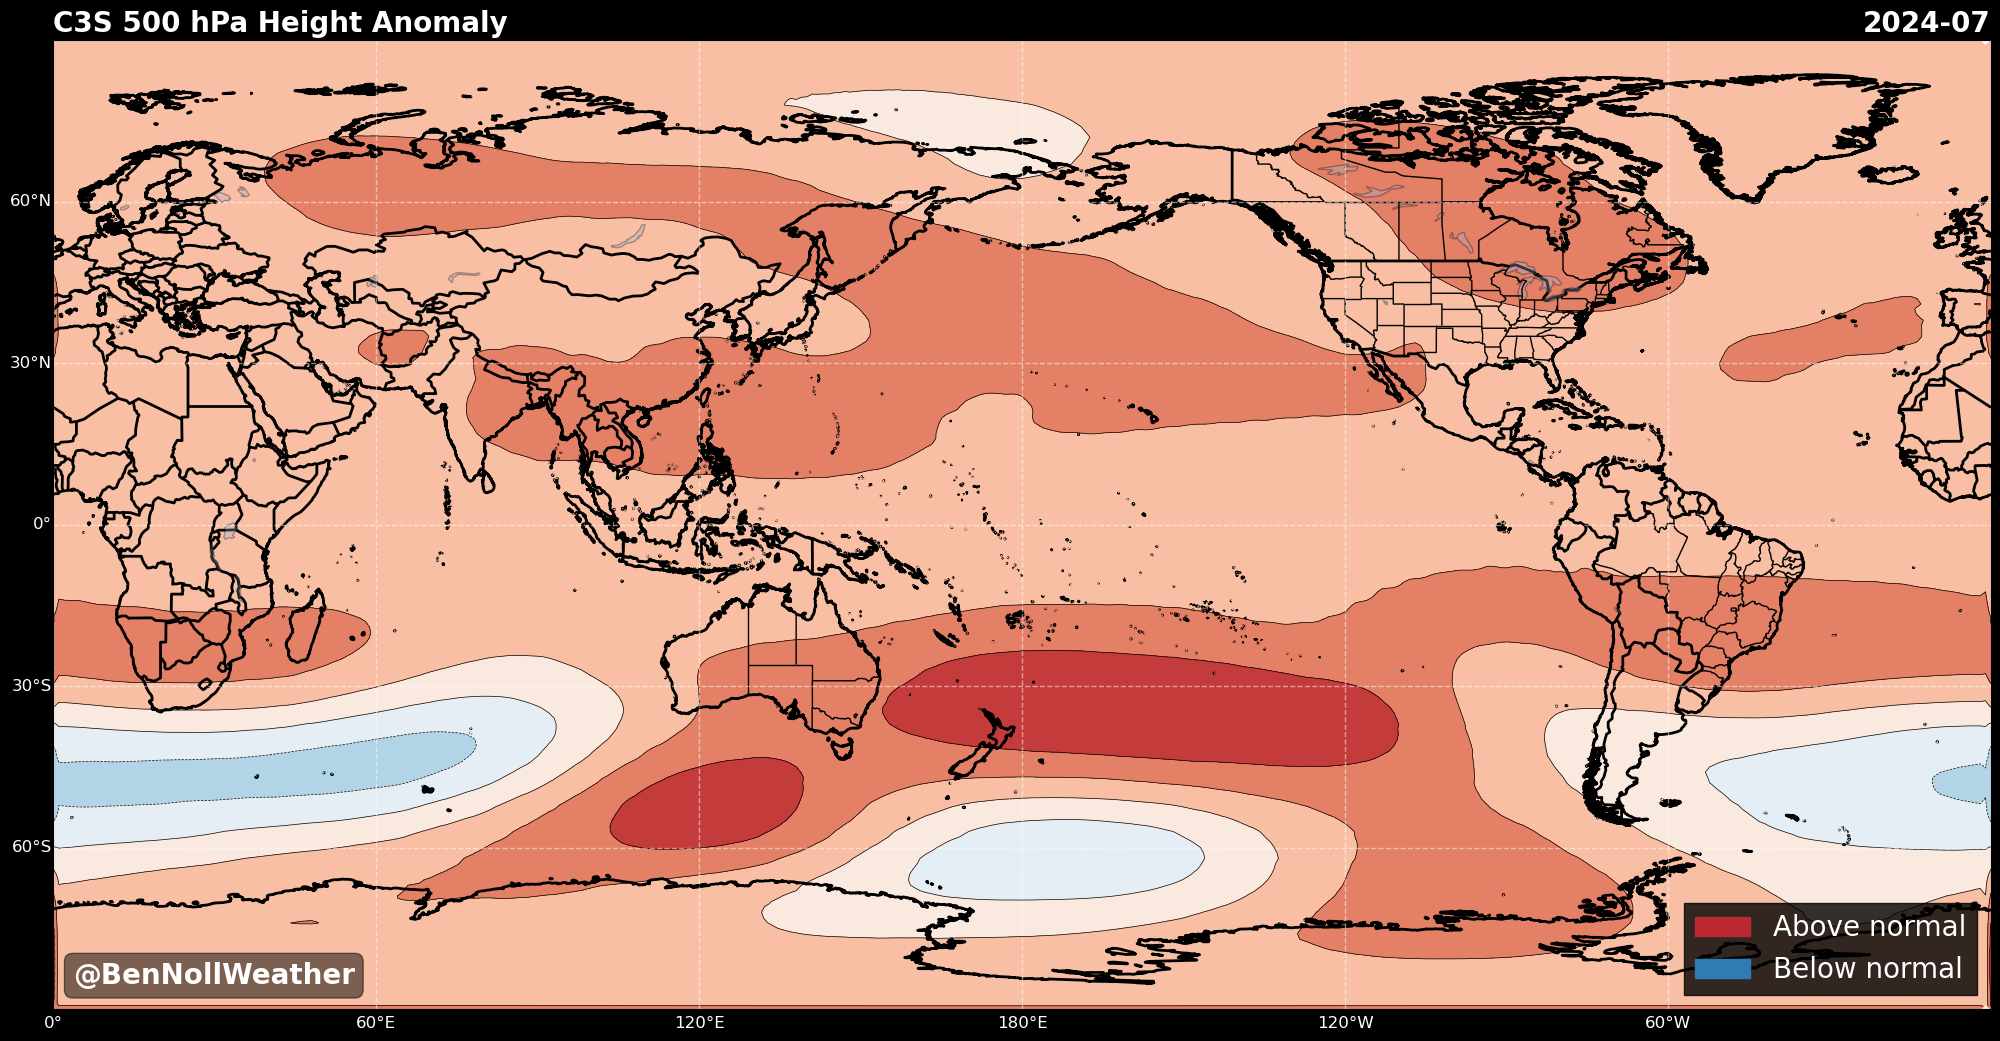 C3S 500 hPa Height Anomaly
2024-07
60°N
30°N
0°
30°S
60°S
0°
60°E
120°E
180°E
120°W
60°W
@BenNollWeather
Above normal
Below normal